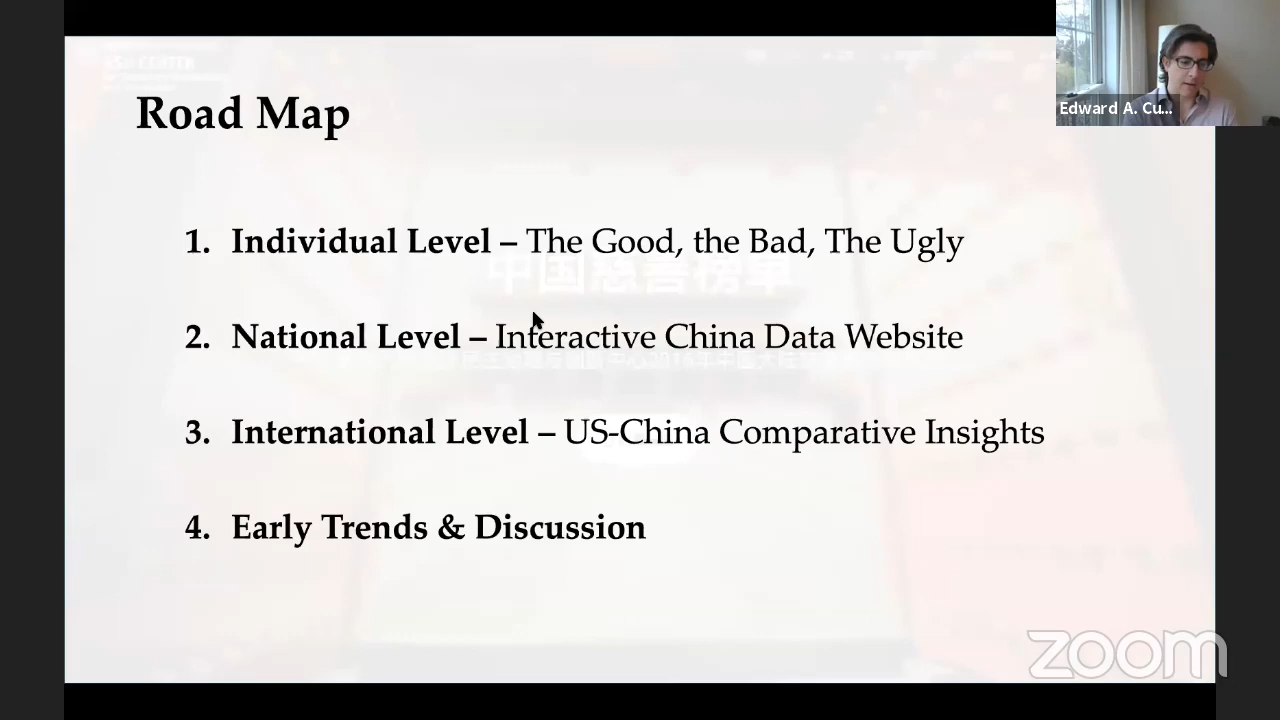 Road Map
1. Individual Level – The Good, the Bad, The Ugly
中国慈善榜单
2. National Level – Interactive China Data Website
3. International Level – US-China Comparative Insights
4. Early Trends & Discussion
Edward A. Cu...
zoom